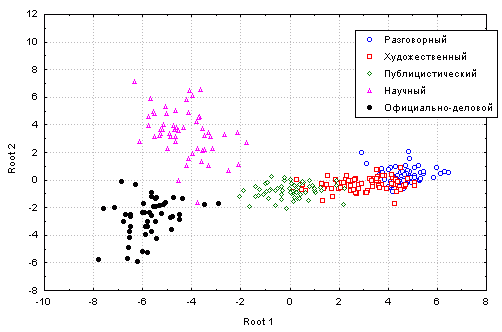 12
10
8
6
4
2
0
-2
-4
-6
-8
-10 -8 -6 -4 -2 0 2 4 6 8
Root 1
Root 2
Разговорный
Художественный
Публицистический
Научный
Официально-деловой